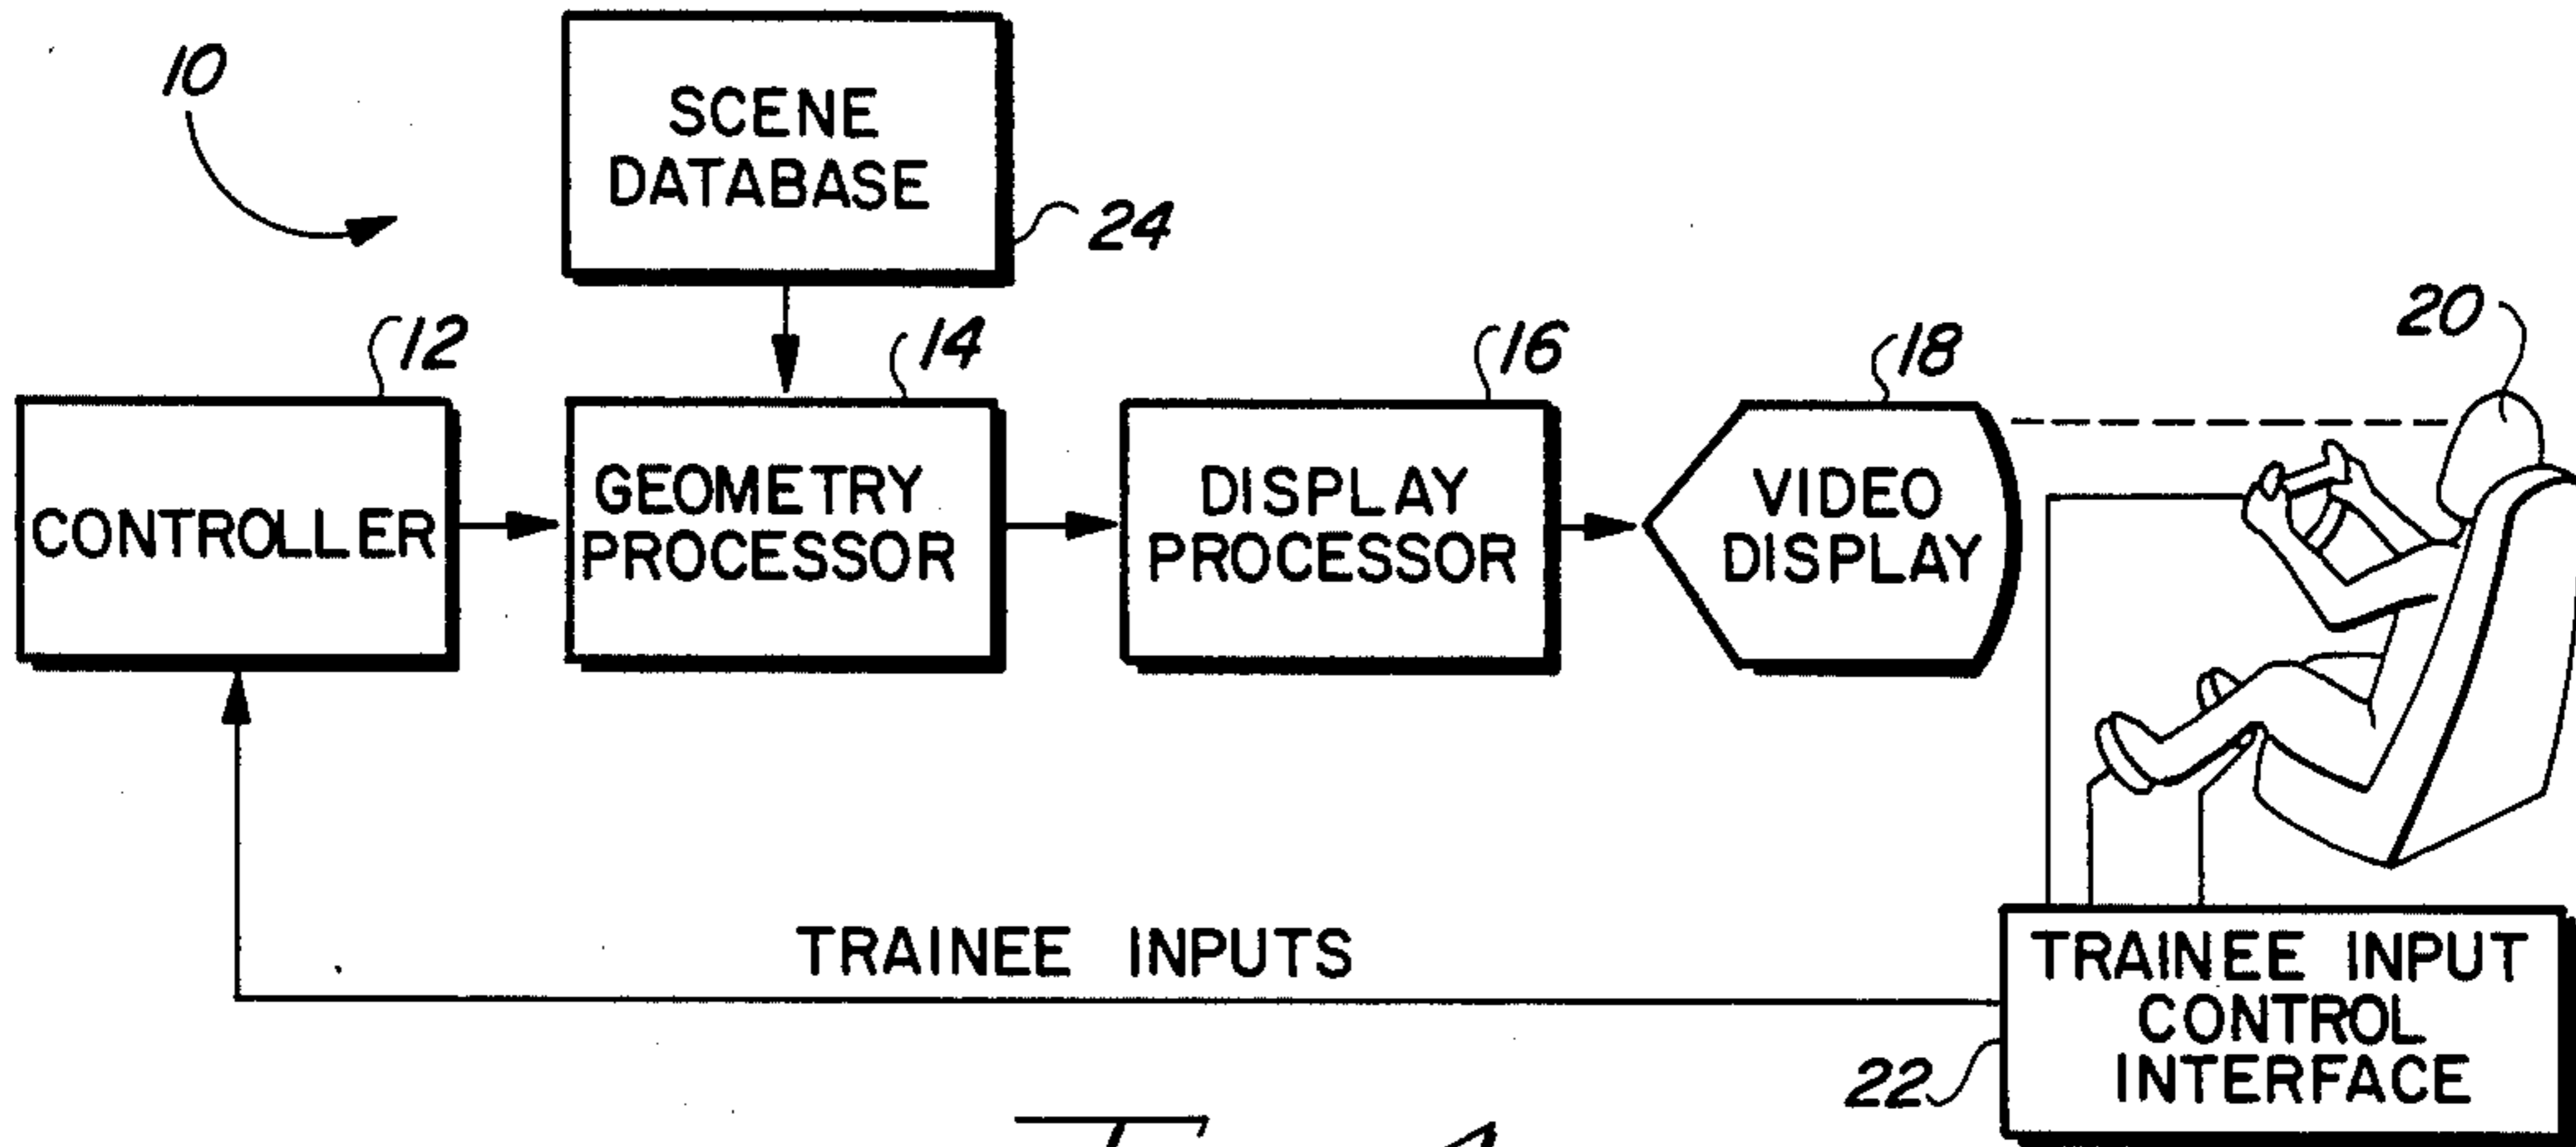 10
SCENE
DATABASE
24
12
14
16
18
20
CONTROLLER
GEOMETRY
PROCESSOR
DISPLAY
PROCESSOR
VIDEO
DISPLAY
TRAINEE INPUTS
TRAINEE INPUT
CONTROL
INTERFACE
22